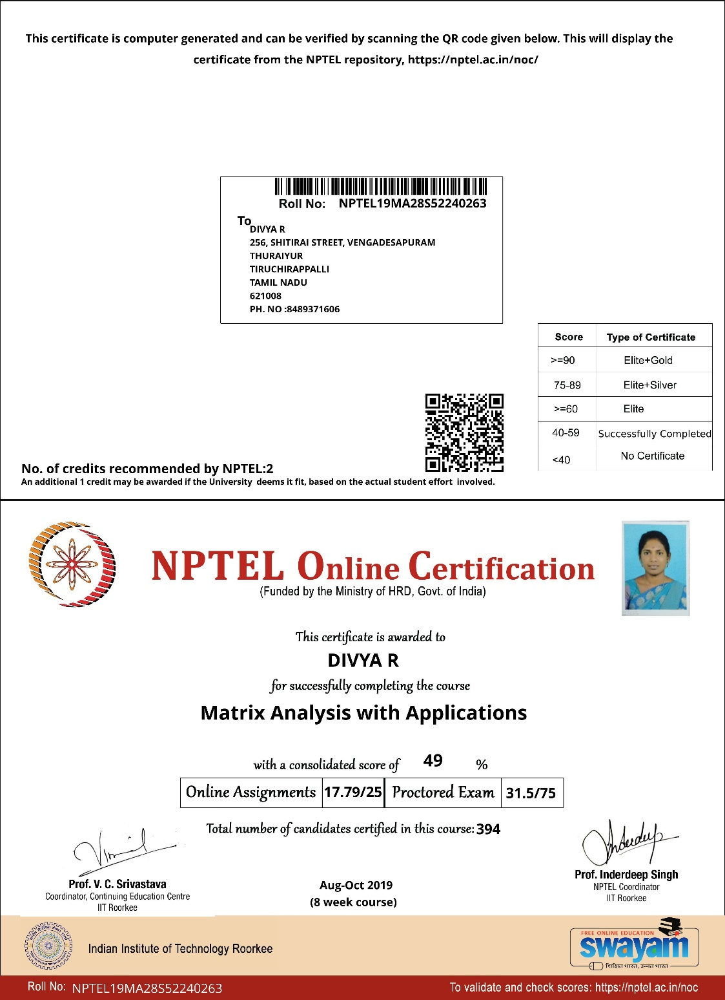 This certificate is computer generated and can be verified by scanning the QR code given below. This will display the
certificate from the NPTEL repository, https://nptel.ac.in/noc/
Roll No: NPTEL19MA28S52240263
To
DIVYA R
256, SHITIRAI STREET, VENGADESAPURAM
THURAIYUR
TIRUCHIRAPPALLI
TAMIL NADU
621008
PH. NO :8489371606
Score Type of Certificate
>=90 Elite+Gold
75-89 Elite+Silver
>=60 Elite
40-59 Successfully Completed
<40 No Certificate
No. of credits recommended by NPTEL:2
An additional 1 credit may be awarded if the University deems it fit, based on the actual student effort involved.
NPTEL Online Certification
(Funded by the Ministry of HRD, Govt. of India)
This certificate is awarded to
DIVYA R
for successfully completing the course
Matrix Analysis with Applications
with a consolidated score of 49 %
Online Assignments 17.79/25 Proctored Exam 31.5/75
Total number of candidates certified in this course: 394
Prof. V. C. Srivastava
Coordinator, Continuing Education Centre
IIT Roorkee
Aug-Oct 2019
(8 week course)
Prof. Inderdeep Singh
NPTEL Coordinator
IIT Roorkee
Indian Institute of Technology Roorkee
FREE ONLINE EDUCATION
swayam
शिक्षित भारत, उन्नत भारत
Roll No: NPTEL19MA28S52240263
To validate and check scores: https://nptel.ac.in/noc